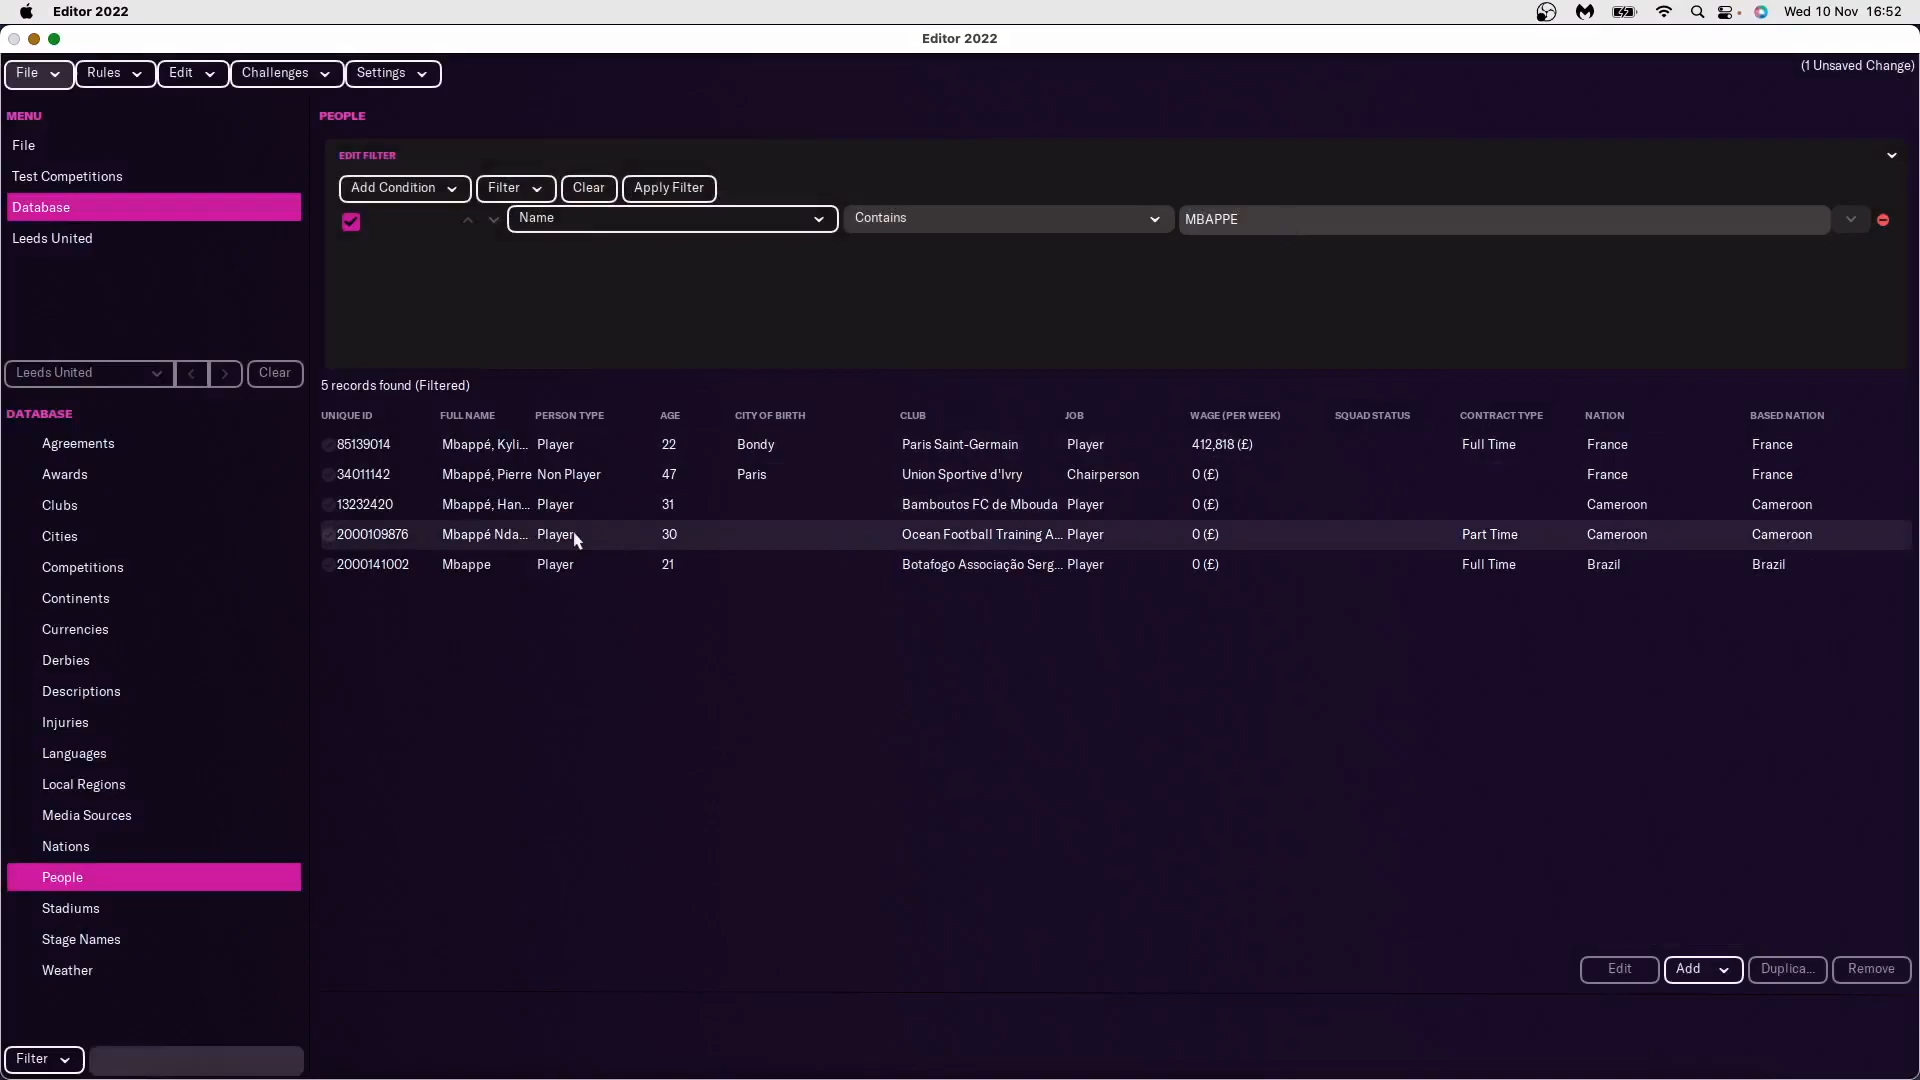 Editor 2022 Wed 10 Nov 16:52
Editor 2022
File Rules Edit Challenges Settings (1 Unsaved Change)
MENU
File
Test Competitions
Database
Leeds United
Leeds United Clear
DATABASE
Agreements
Awards
Clubs
Cities
Competitions
Continents
Currencies
Derbies
Descriptions
Injuries
Languages
Local Regions
Media Sources
Nations
People
Stadiums
Stage Names
Weather
Filter
PEOPLE
EDIT FILTER
Add Condition Filter Clear Apply Filter
Name Contains MBAPPE
5 records found (Filtered)
UNIQUE ID FULL NAME PERSON TYPE AGE CITY OF BIRTH CLUB JOB WAGE (PER WEEK) SQUAD STATUS CONTRACT TYPE NATION BASED NATION
85139014 Mbappé, Kyli... Player 22 Bondy Paris Saint-Germain Player 412,818 (£) Full Time France France
34011142 Mbappé, Pierre Non Player 47 Paris Union Sportive d'Ivry Chairperson 0 (£) France France
13232420 Mbappé, Han... Player 31 Bamboutos FC de Mbouda Player 0 (£) Cameroon Cameroon
2000109876 Mbappé Nda... Player 30 Ocean Football Training A... Player 0 (£) Part Time Cameroon Cameroon
2000141002 Mbappe Player 21 Botafogo Associação Serg... Player 0 (£) Full Time Brazil Brazil
Edit Add Duplica... Remove